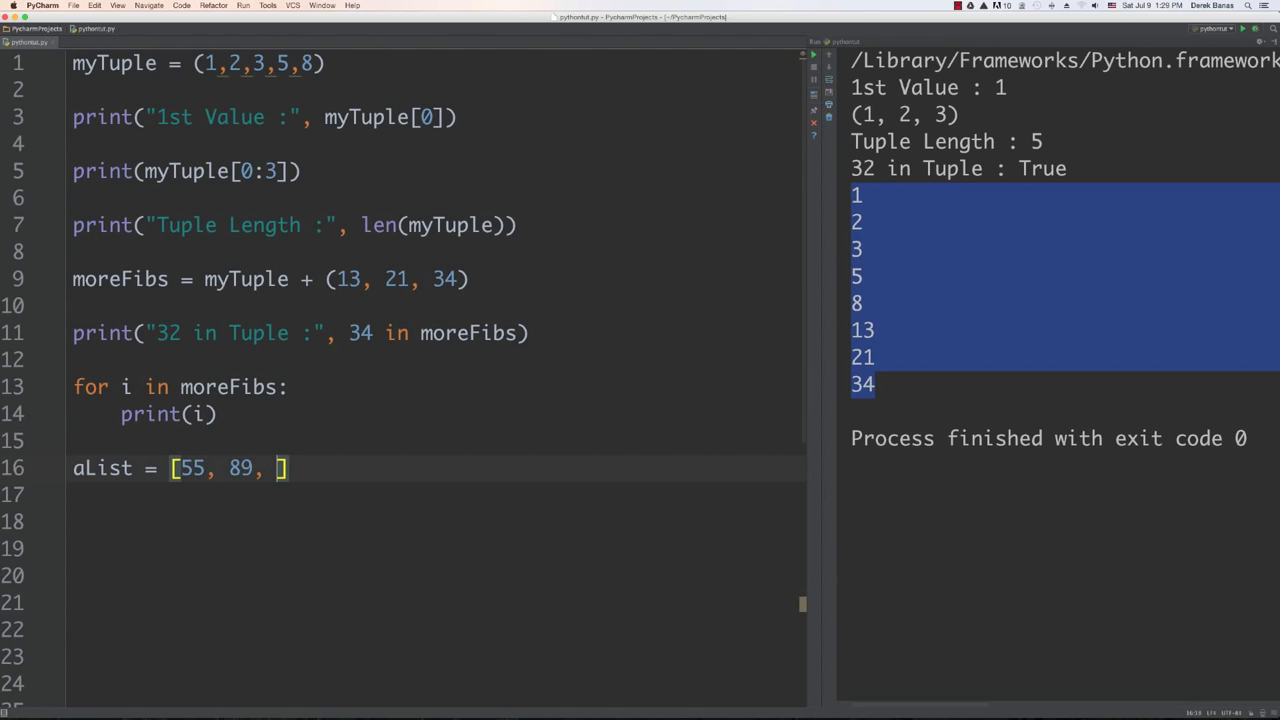 PyCharm File Edit View Navigate Code Refactor Run Tools VCS Window Help 10 Sat Jul 9 1:29 PM Derek Banas
pythontut.py - PycharmProjects - [~/PycharmProjects]
PycharmProjects pythontut.py pythontut
pythontut.py
Run pythontut
1 myTuple = (1,2,3,5,8)
2
3 print("1st Value :", myTuple[0])
4
5 print(myTuple[0:3])
6
7 print("Tuple Length :", len(myTuple))
8
9 moreFibs = myTuple + (13, 21, 34)
10
11 print("32 in Tuple :", 34 in moreFibs)
12
13 for i in moreFibs:
14 print(i)
15
16 aList = [55, 89, ]
17
18
19
20
21
22
23
24
/Library/Frameworks/Python.framework
1st Value : 1
(1, 2, 3)
Tuple Length : 5
32 in Tuple : True
1
2
3
5
8
13
21
34
Process finished with exit code 0
UTF-8